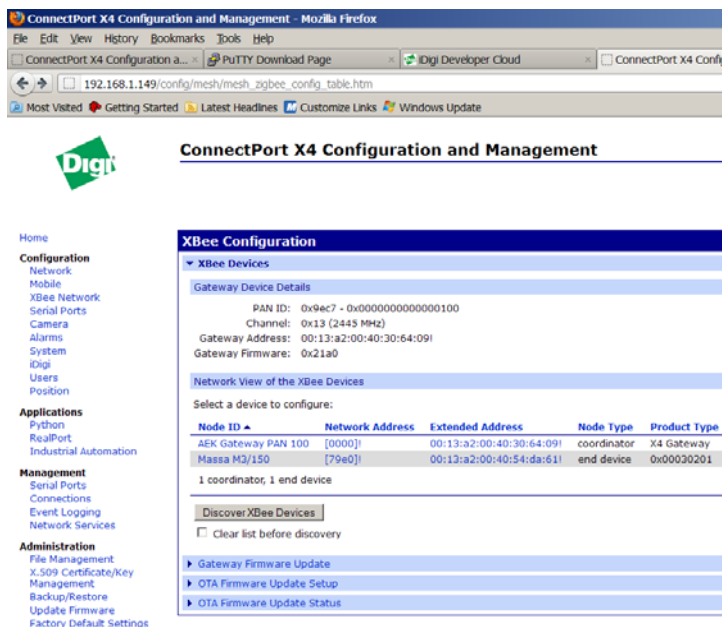 ConnectPort X4 Configuration and Management - Mozilla Firefox
File Edit View History Bookmarks Tools Help
ConnectPort X4 Configuration a... PuTTY Download Page iDigi Developer Cloud ConnectPort X4 Confi
192.168.1.149/config/mesh/mesh_zigbee_config_table.htm
Most Visited Getting Started Latest Headlines Customize Links Windows Update
Digi
ConnectPort X4 Configuration and Management
Home
Configuration
Network
Mobile
XBee Network
Serial Ports
Camera
Alarms
System
iDigi
Users
Position
Applications
Python
RealPort
Industrial Automation
Management
Serial Ports
Connections
Event Logging
Network Services
Administration
File Management
X.509 Certificate/Key
Management
Backup/Restore
Update Firmware
Factory Default Settings
XBee Configuration
XBee Devices
Gateway Device Details
PAN ID: 0x9ec7 - 0x0000000000000100
Channel: 0x13 (2445 MHz)
Gateway Address: 00:13:a2:00:40:30:64:09!
Gateway Firmware: 0x21a0
Network View of the XBee Devices
Select a device to configure:
Node ID Network Address Extended Address Node Type Product Type
AEK Gateway PAN 100 [0000]! 00:13:a2:00:40:30:64:09! coordinator X4 Gateway
Massa M3/150 [79e0]! 00:13:a2:00:40:54:da:61! end device 0x00030201
1 coordinator, 1 end device
Discover XBee Devices
Clear list before discovery
Gateway Firmware Update
OTA Firmware Update Setup
OTA Firmware Update Status